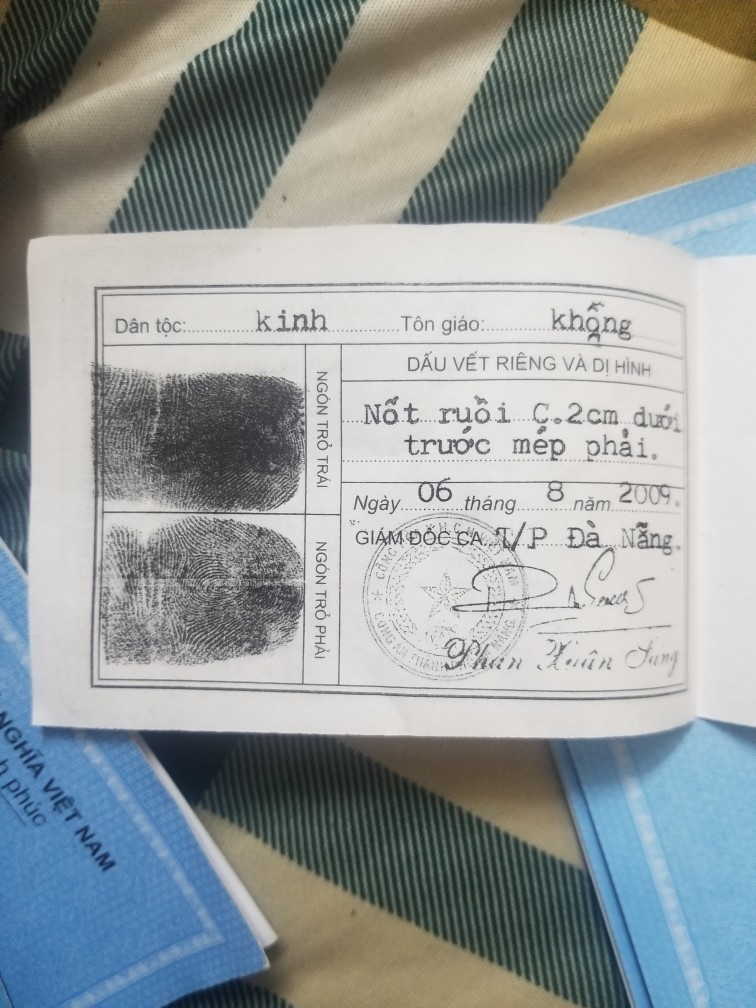 Dân tộc: kinh Tôn giáo: không
DẤU VẾT RIÊNG VÀ DỊ HÌNH
Nốt ruồi C.2cm dưới
trước mép phải.
NGÓN TRỎ TRÁI
NGÓN TRỎ PHẢI
Ngày 06 tháng 8 năm 2009.
GIÁM ĐỐC CA T/P Đà Nẵng.
Phan Xuân
NGHĨA VIỆT NAM
h phúc